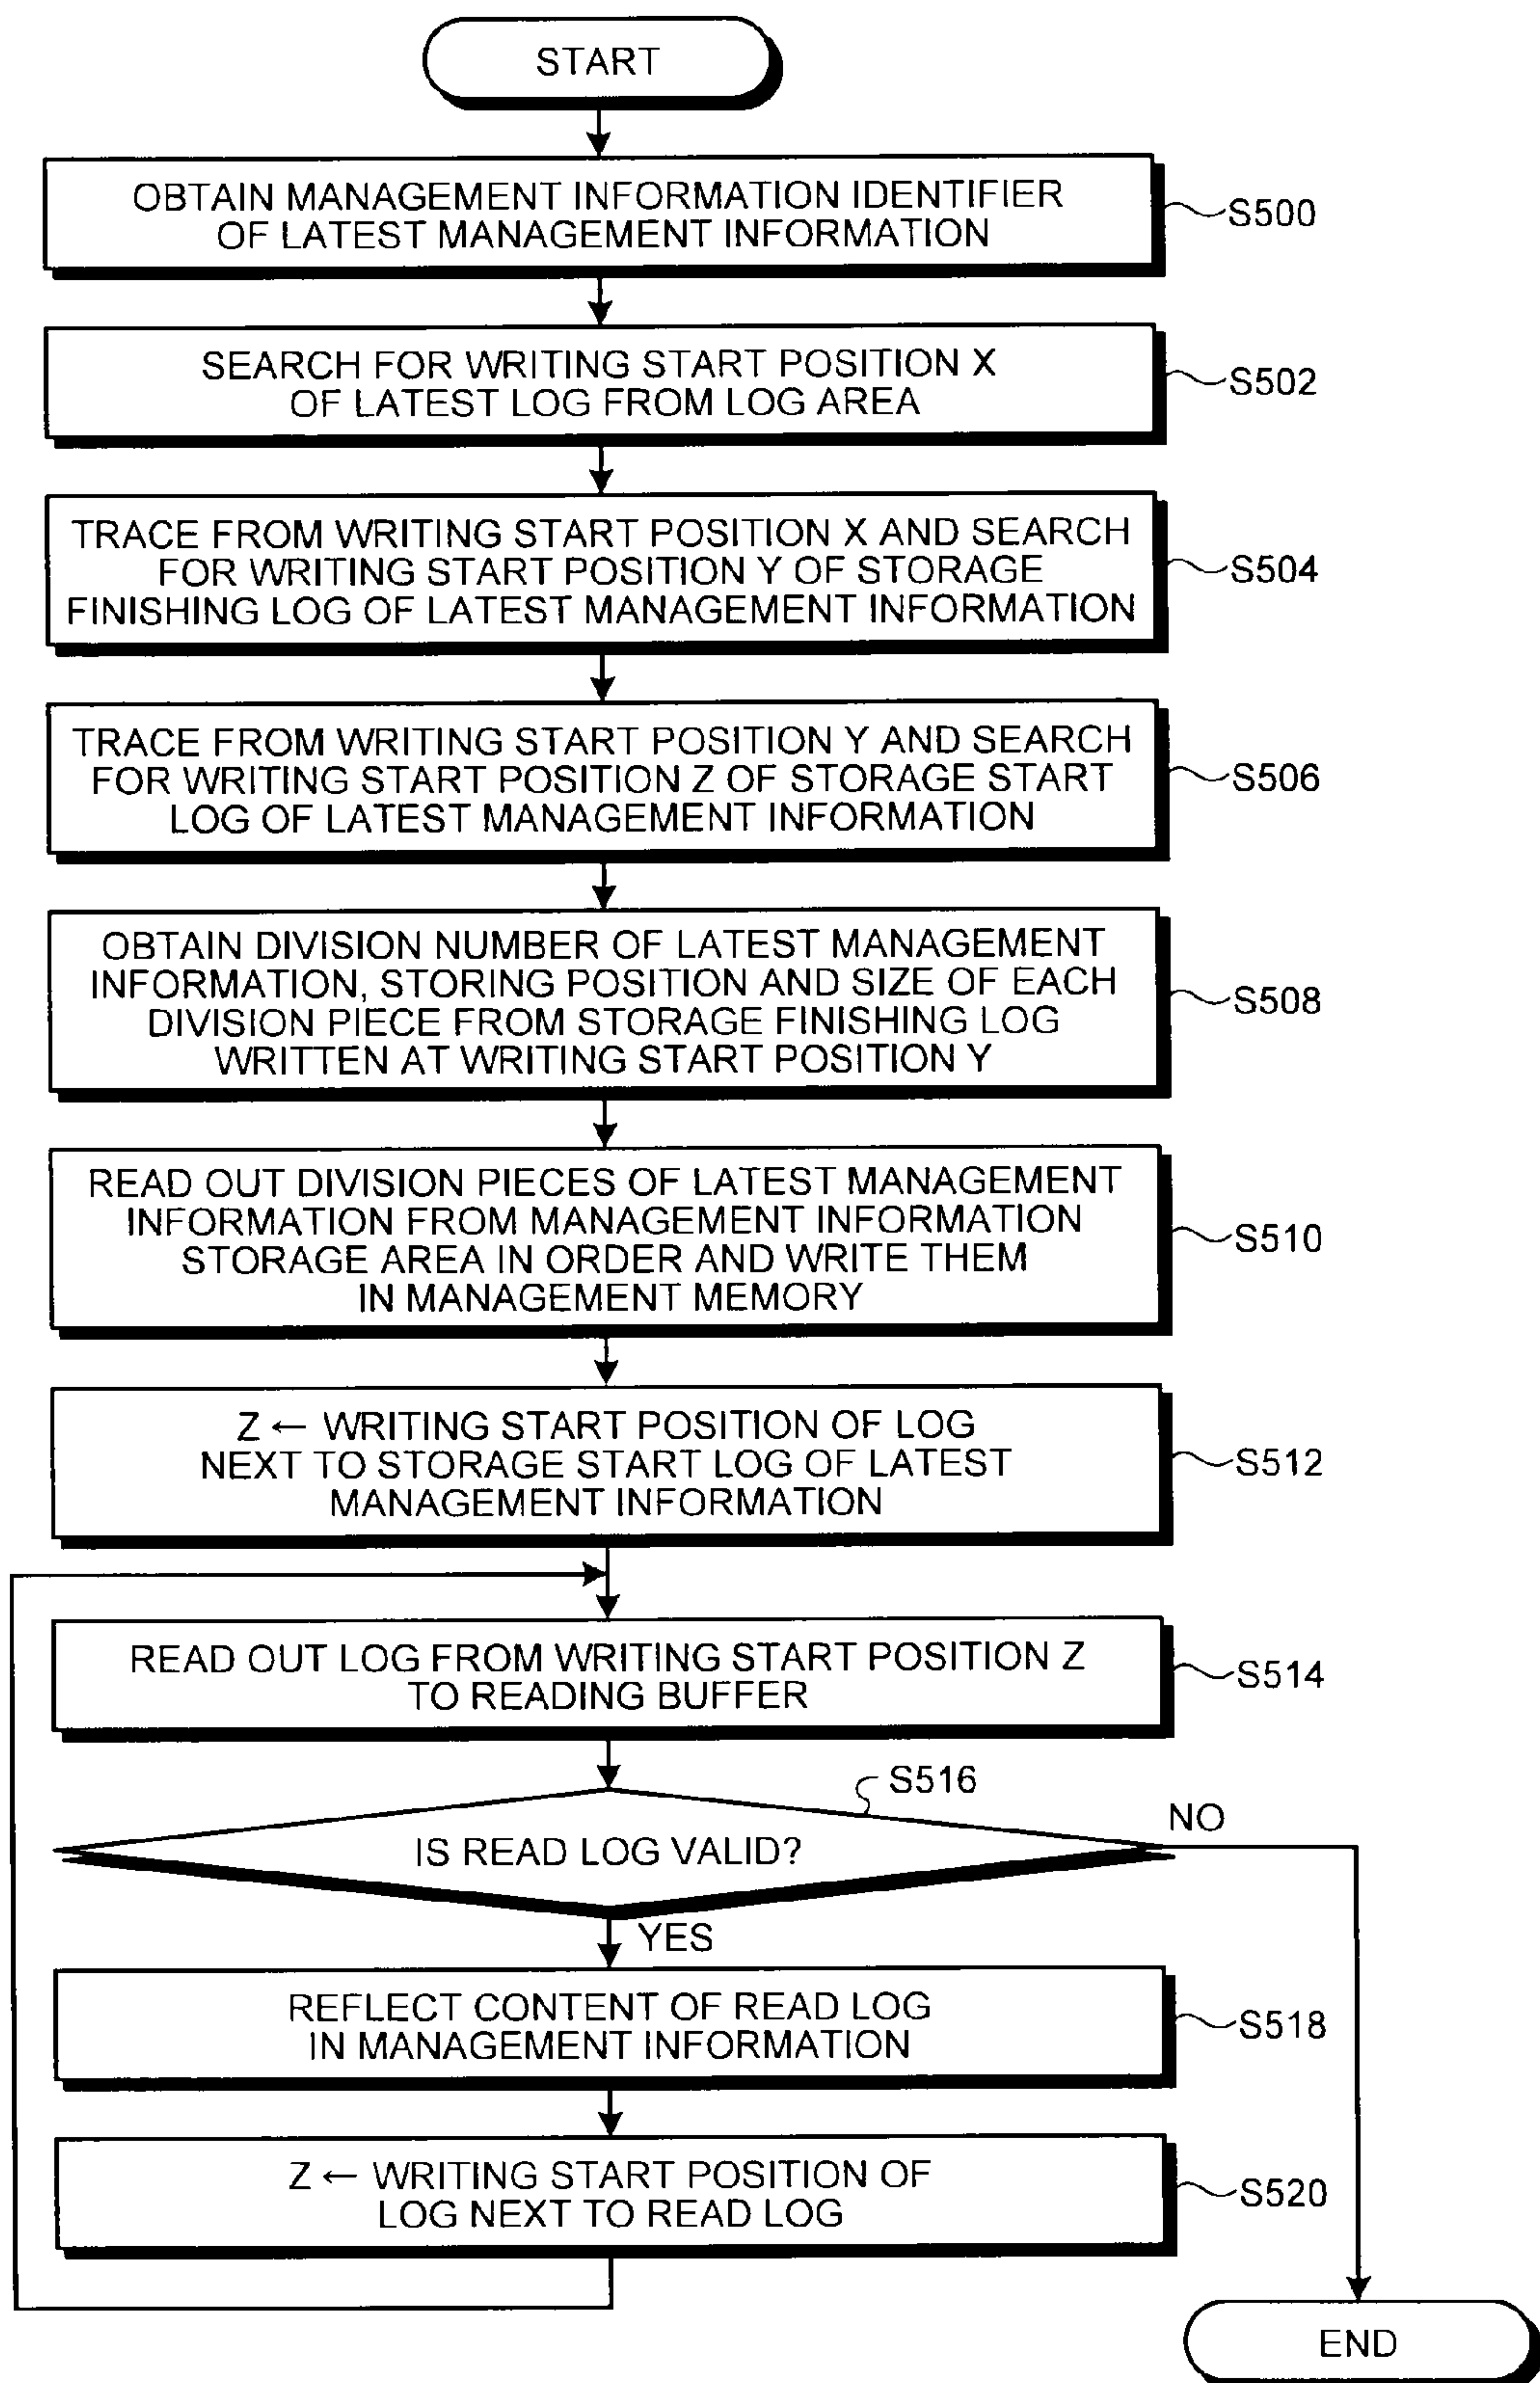 START
OBTAIN MANAGEMENT INFORMATION IDENTIFIER
OF LATEST MANAGEMENT INFORMATION
S500
SEARCH FOR WRITING START POSITION X
OF LATEST LOG FROM LOG AREA
S502
TRACE FROM WRITING START POSITION X AND SEARCH
FOR WRITING START POSITION Y OF STORAGE
FINISHING LOG OF LATEST MANAGEMENT INFORMATION
S504
TRACE FROM WRITING START POSITION Y AND SEARCH
FOR WRITING START POSITION Z OF STORAGE START
LOG OF LATEST MANAGEMENT INFORMATION
S506
OBTAIN DIVISION NUMBER OF LATEST MANAGEMENT
INFORMATION, STORING POSITION AND SIZE OF EACH
DIVISION PIECE FROM STORAGE FINISHING LOG
WRITTEN AT WRITING START POSITION Y
S508
READ OUT DIVISION PIECES OF LATEST MANAGEMENT
INFORMATION FROM MANAGEMENT INFORMATION
STORAGE AREA IN ORDER AND WRITE THEM
IN MANAGEMENT MEMORY
S510
Z ← WRITING START POSITION OF LOG
NEXT TO STORAGE START LOG OF LATEST
MANAGEMENT INFORMATION
S512
READ OUT LOG FROM WRITING START POSITION Z
TO READING BUFFER
S514
S516
IS READ LOG VALID?
NO
YES
REFLECT CONTENT OF READ LOG
IN MANAGEMENT INFORMATION
S518
Z ← WRITING START POSITION OF
LOG NEXT TO READ LOG
S520
END